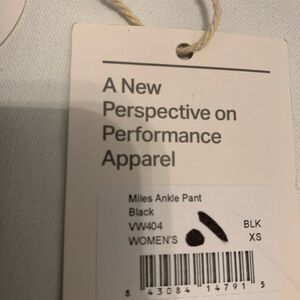 A New
Perspective on
Performance
Apparel
Miles Ankle Pant
Black
VW404 BLK
WOMEN'S XS
8 43084 14791 5